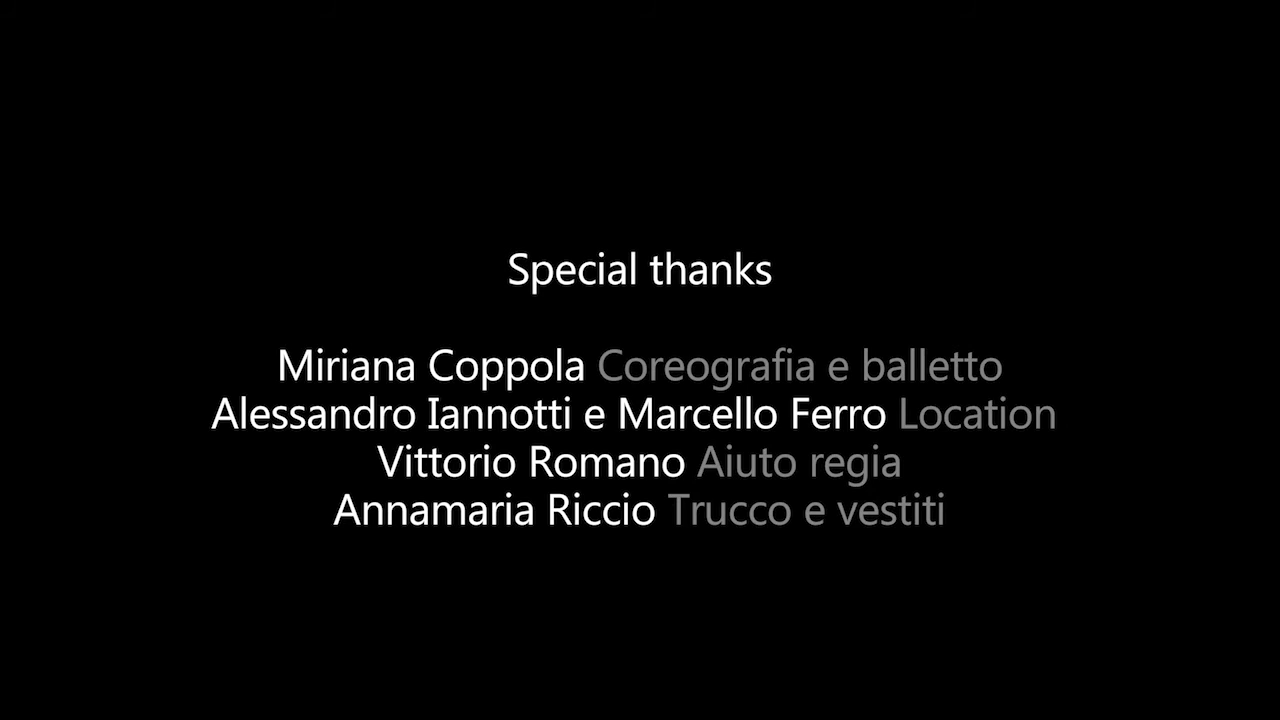 Special thanks
Miriana Coppola Coreografia e balletto
Alessandro Iannotti e Marcello Ferro Location
Vittorio Romano Aiuto regia
Annamaria Riccio Trucco e vestiti